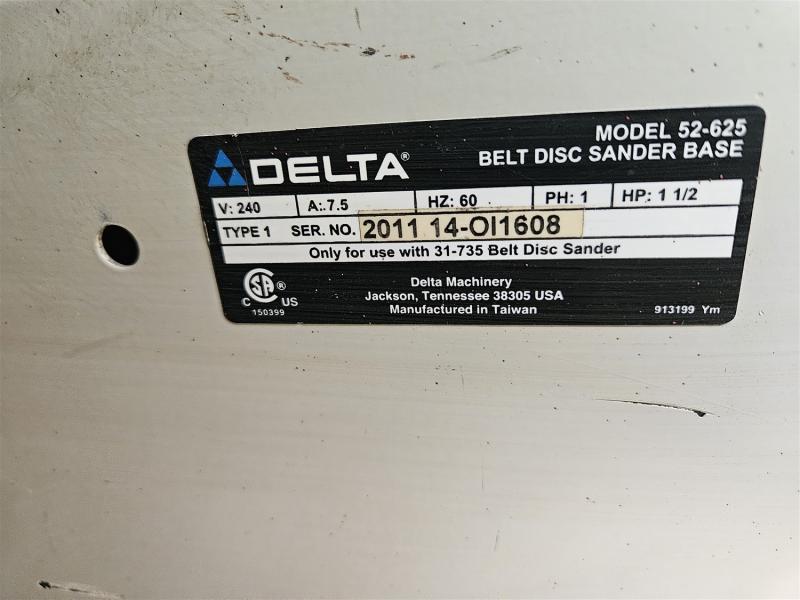 MODEL 52-625
DELTA®
BELT DISC SANDER BASE
V: 240 A: 7.5 HZ: 60 PH: 1 HP: 1 1/2
TYPE 1 SER. NO. 2011 14-OI1608
Only for use with 31-735 Belt Disc Sander
Delta Machinery
Jackson, Tennessee 38305 USA
Manufactured in Taiwan
C SA ® US
150399
913199 Ym